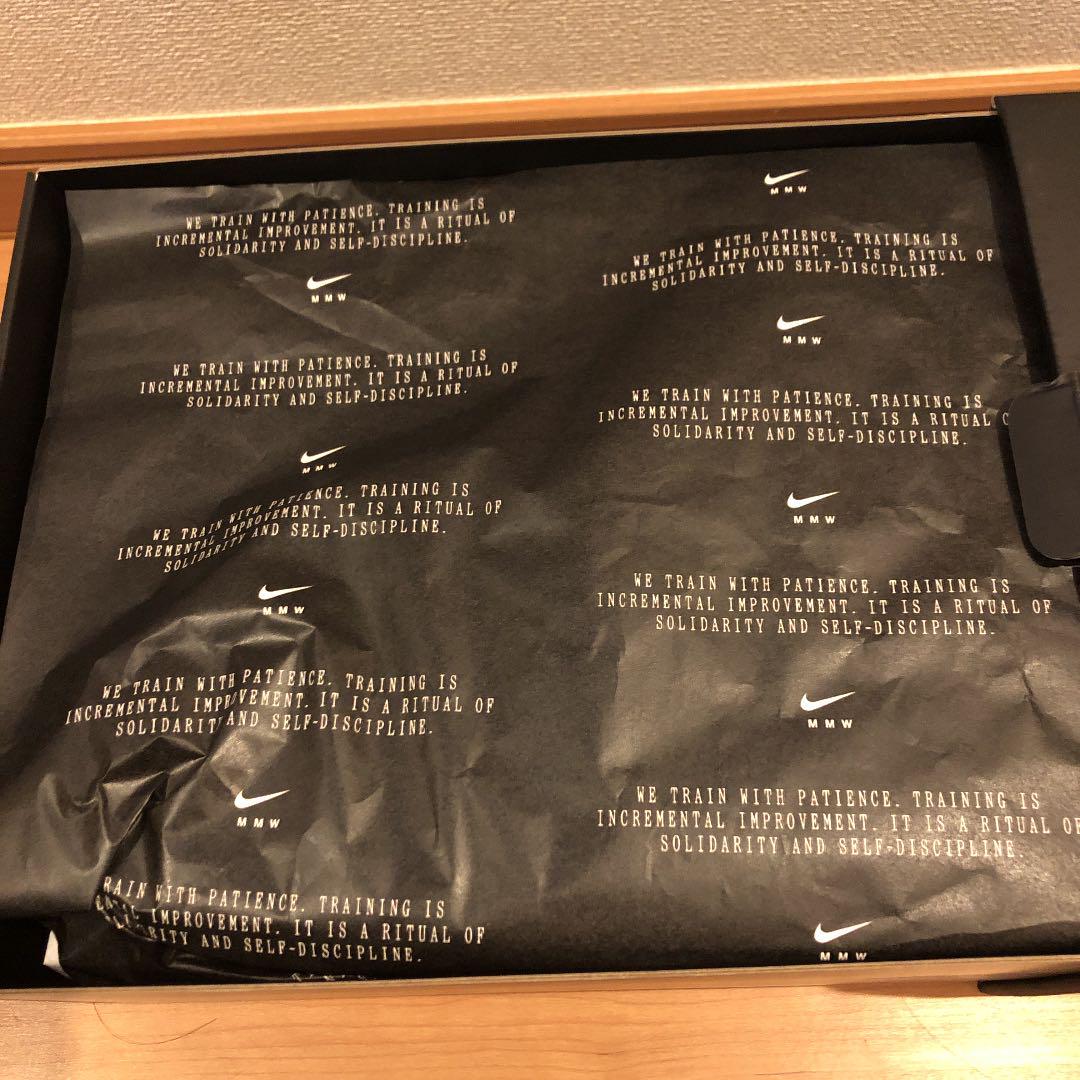 WE TRAIN WITH PATIENCE. TRAINING IS
INCREMENTAL IMPROVEMENT. IT IS A RITUAL OF
SOLIDARITY AND SELF-DISCIPLINE.
MMW
WE TRAIN WITH PATIENCE. TRAINING IS
INCREMENTAL IMPROVEMENT. IT IS A RITUAL OF
SOLIDARITY AND SELF-DISCIPLINE.
MMW
WE TRAIN WITH PATIENCE. TRAINING IS
INCREMENTAL IMPROVEMENT. IT IS A RITUAL OF
SOLIDARITY AND SELF-DISCIPLINE.
MMW
WE TRAIN WITH PATIENCE. TRAINING IS
INCREMENTAL IMPROVEMENT. IT IS A RITUAL OF
SOLIDARITY AND SELF-DISCIPLINE.
MMW
RAIN WITH PATIENCE. TRAINING IS
IMPROVEMENT. IT IS A RITUAL OF
AND SELF-DISCIPLINE.
MMW
WE TRAIN WITH PATIENCE. TRAINING IS
INCREMENTAL IMPROVEMENT. IT IS A RITUAL OF
SOLIDARITY AND SELF-DISCIPLINE.
MMW
WE TRAIN WITH PATIENCE. TRAINING IS
INCREMENTAL IMPROVEMENT. IT IS A RITUAL
SOLIDARITY AND SELF-DISCIPLINE.
MMW
WE TRAIN WITH PATIENCE. TRAINING IS
INCREMENTAL IMPROVEMENT. IT IS A RITUAL OF
SOLIDARITY AND SELF-DISCIPLINE.
MMW
WE TRAIN WITH PATIENCE. TRAINING IS
INCREMENTAL IMPROVEMENT. IT IS A RITUAL OF
SOLIDARITY AND SELF-DISCIPLINE.
MMW